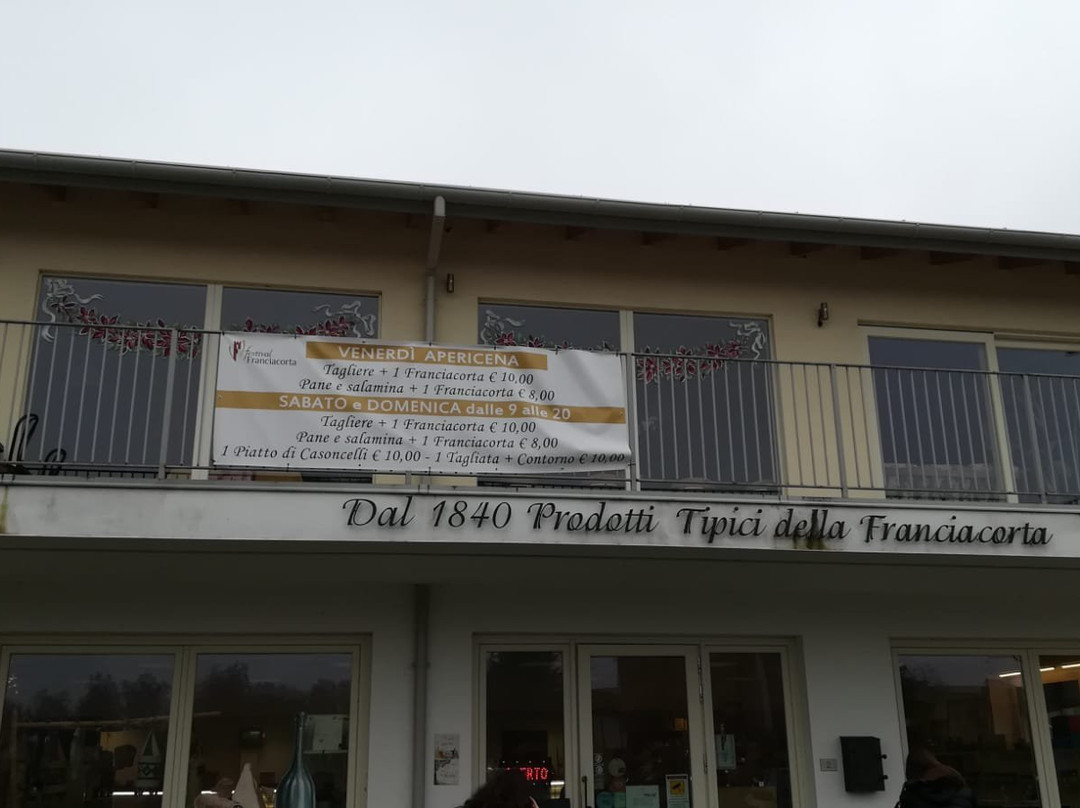 Festival
Franciacorta
VENERDÌ APERICENA
Tagliere + 1 Franciacorta € 10,00
Pane e salamina + 1 Franciacorta € 8,00
SABATO e DOMENICA dalle 9 alle 20
Tagliere + 1 Franciacorta € 10,00
Pane e salamina + 1 Franciacorta € 8,00
1 Piatto di Casoncelli € 10,00 - 1 Tagliata + Contorno € 10,00
Dal 1840 Prodotti Tipici della Franciacorta